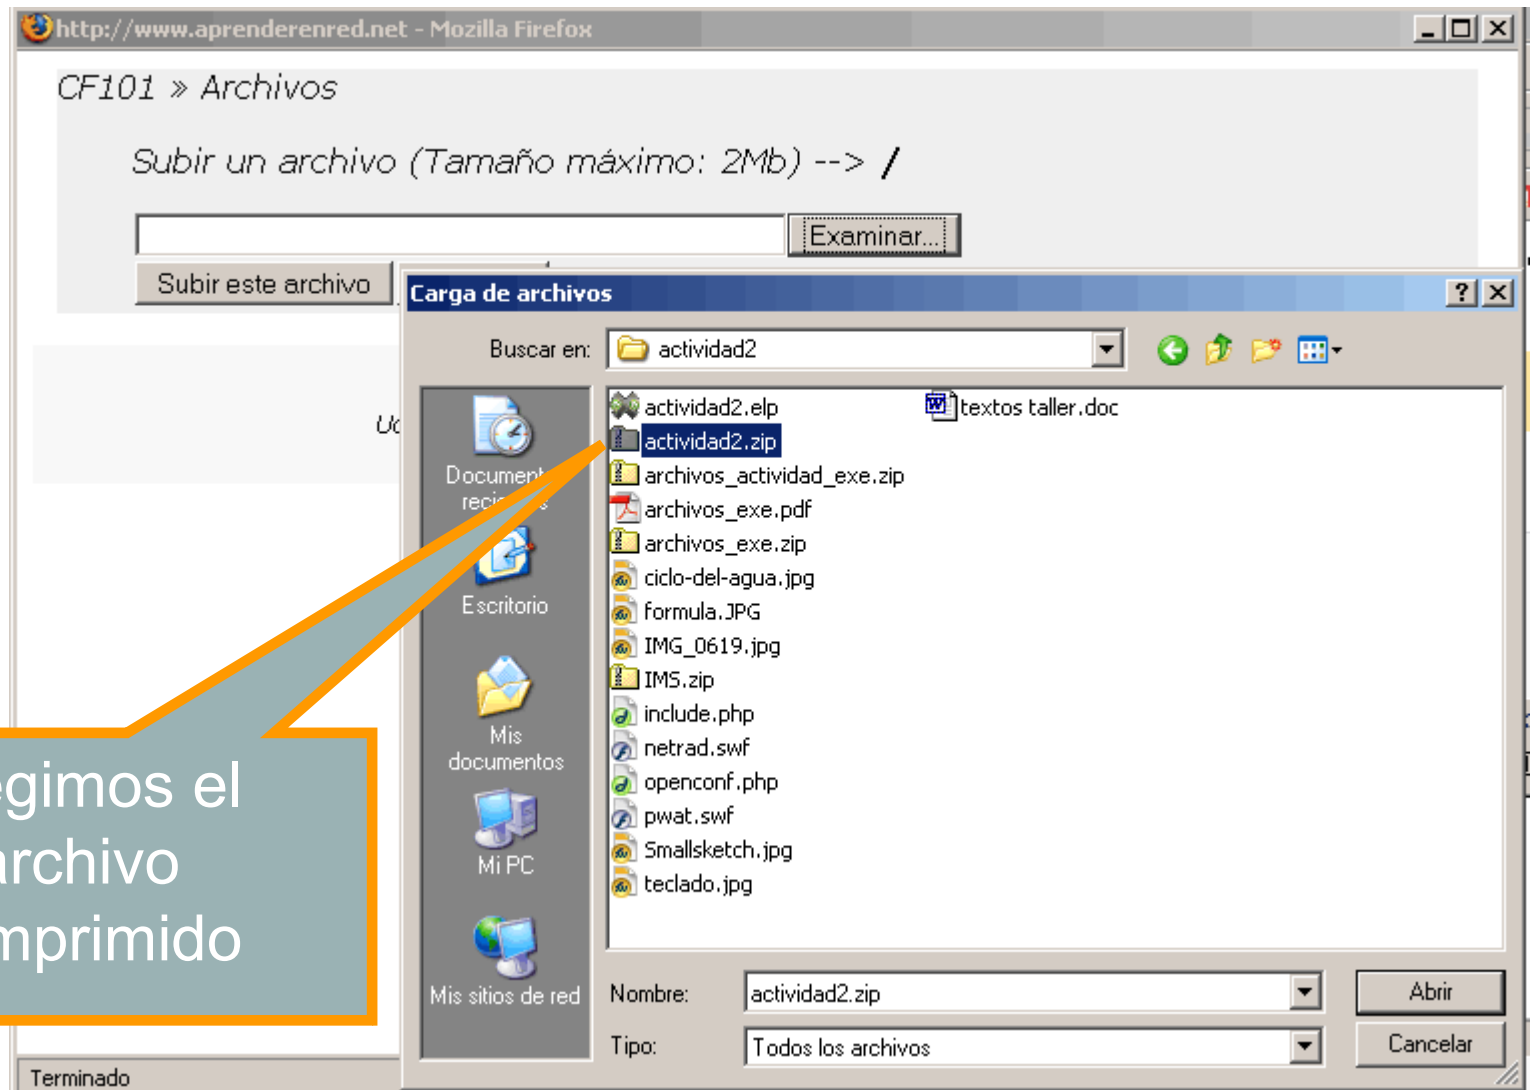 http://www.aprenderenred.net - Mozilla Firefox
CF101 » Archivos
Subir un archivo (Tamaño máximo: 2Mb) --> /
Examinar...
Subir este archivo
Carga de archivos
Buscar en: actividad2
actividad2.elp
actividad2.zip
archivos_actividad_exe.zip
archivos_exe.pdf
archivos_exe.zip
ciclo-del-agua.jpg
formula.JPG
IMG_0619.jpg
IMS.zip
include.php
netrad.swf
openconf.php
pwat.swf
Smallsketch.jpg
teclado.jpg
textos taller.doc
Escritorio
Mis
documentos
Mi PC
Mis sitios de red
egimos el
archivo
mprimido
Nombre: actividad2.zip
Abrir
Tipo: Todos los archivos
Cancelar
Terminado